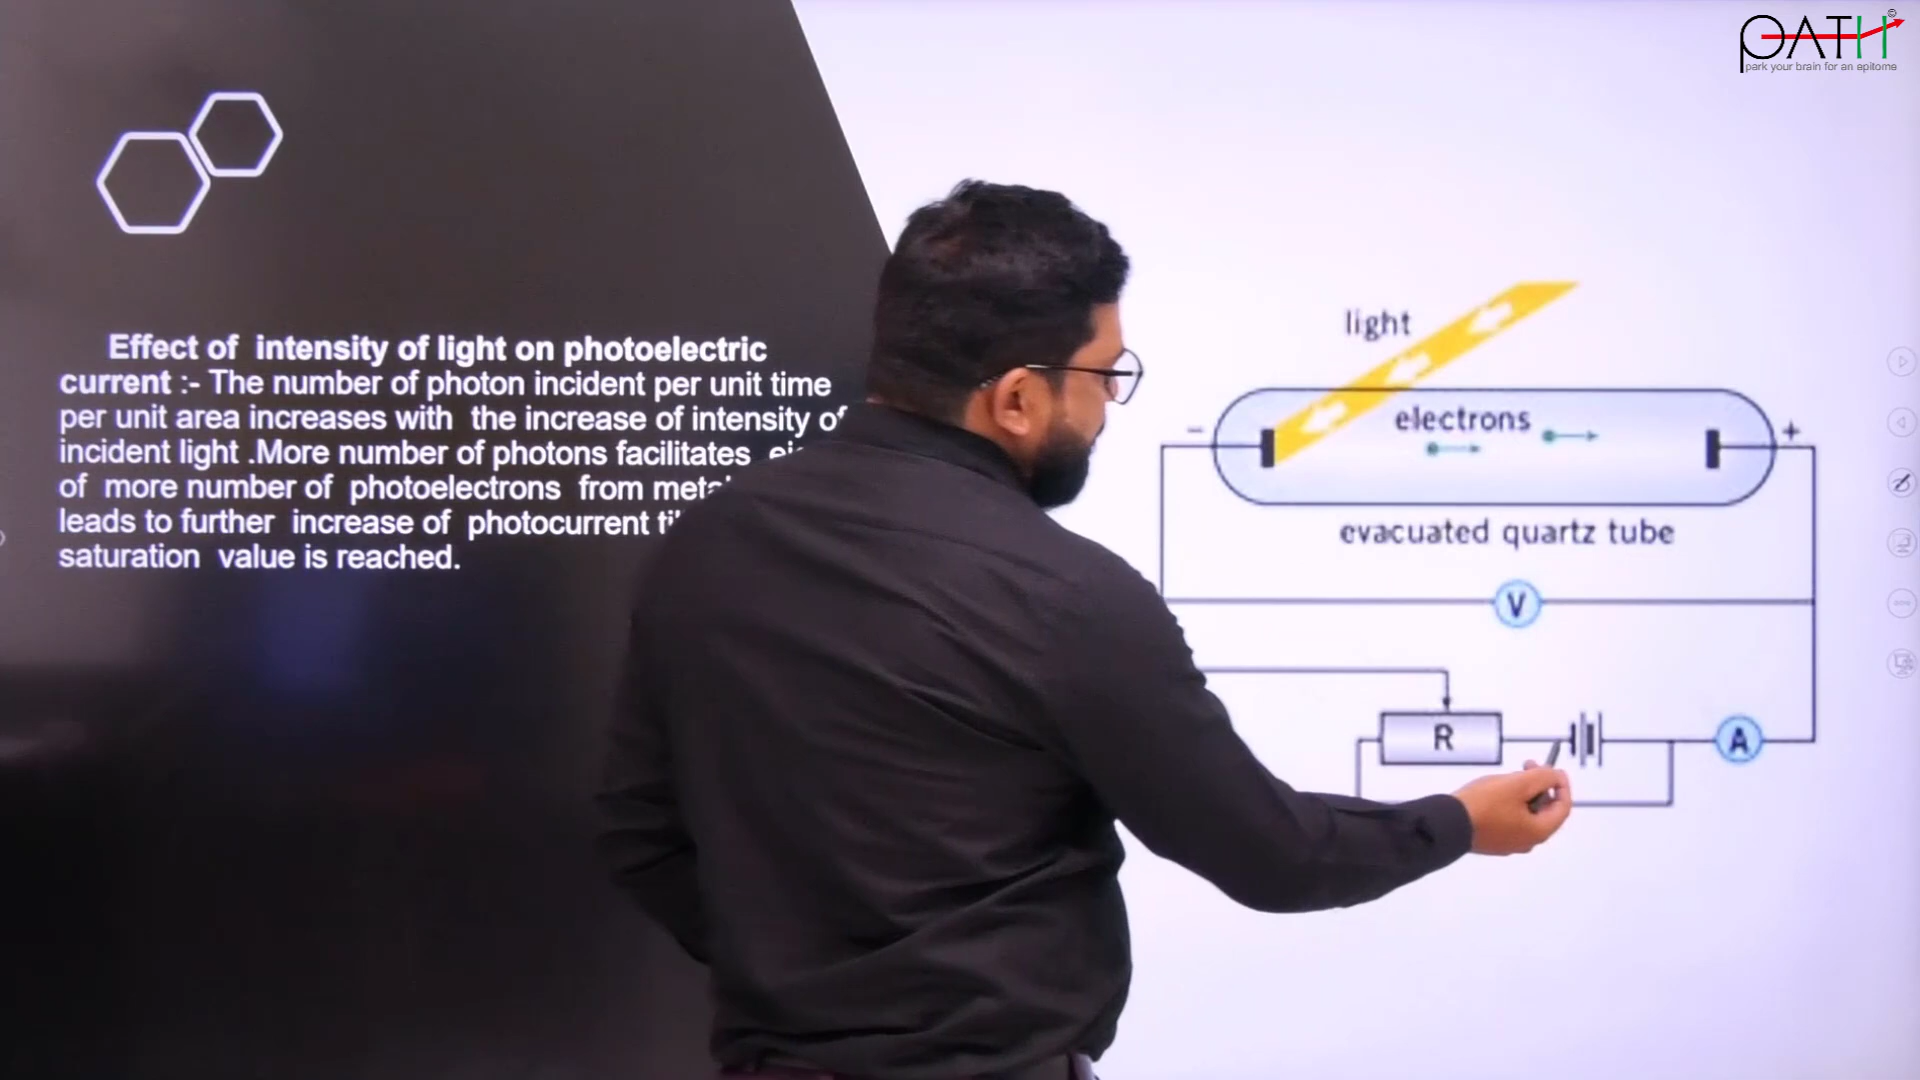 PATH
©
park your brain for an epitome
Effect of intensity of light on photoelectric
current :- The number of photon incident per unit time
per unit area increases with the increase of intensity of
incident light .More number of photons facilitates
of more number of photoelectrons from
leads to further increase of photocurrent
saturation value is reached.
light
electrons
- +
evacuated quartz tube
V
R
A